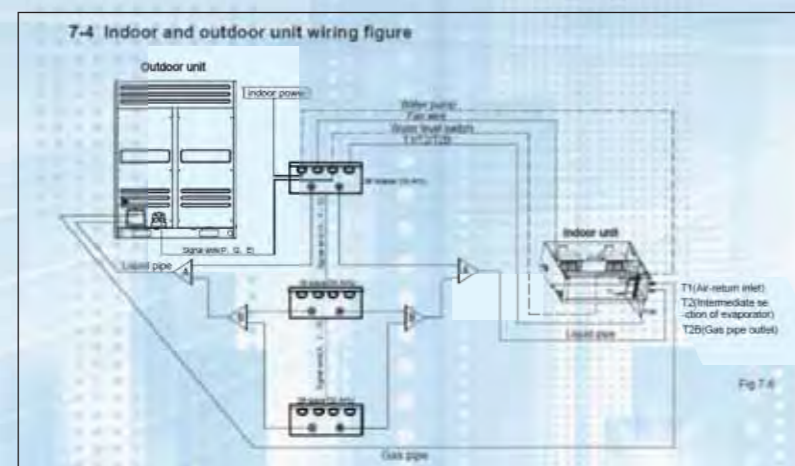 7-4 Indoor and outdoor unit wiring figure
Outdoor unit
Indoor power
Water pump
Fan wire
Water level switch
T1/T2/T2B
Indoor unit
Signal wire(P, Q, E)
Liquid pipe
A
A
T1(Air-return inlet)
T2(Intermediate se
-ction of evaporator)
T2B(Gas pipe outlet)
Liquid pipe
Fig.7-6
Gas pipe